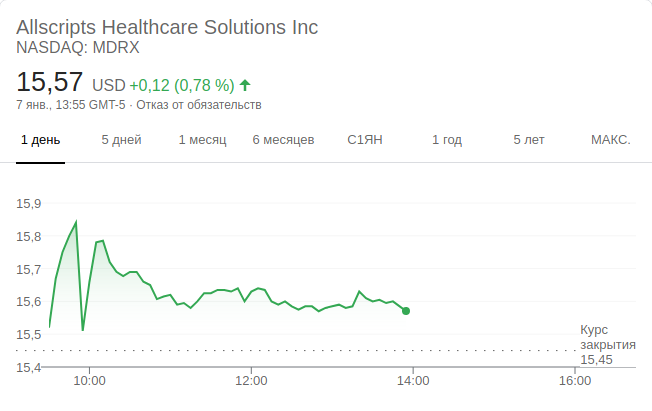 Allscripts Healthcare Solutions Inc
NASDAQ: MDRX
15,57 USD +0,12 (0,78 %)
7 янв., 13:55 GMT-5 · Отказ от обязательств
1 день 5 дней 1 месяц 6 месяцев С1ЯН 1 год 5 лет МАКС.
15,9
15,8
15,7
15,6
15,5
15,4
Курс
закрытия
15,45
10:00 12:00 14:00 16:00